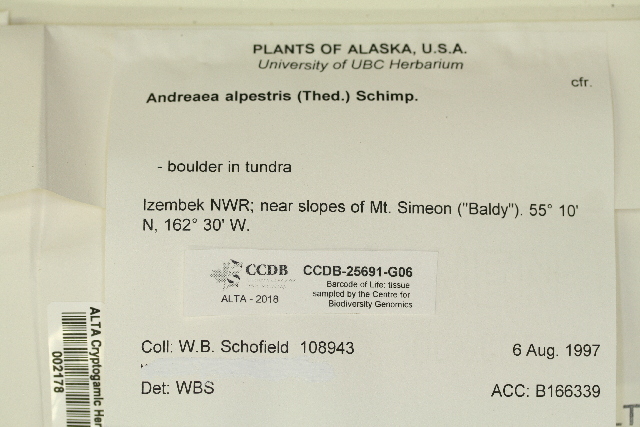 PLANTS OF ALASKA, U.S.A.
University of UBC Herbarium
cfr.
Andreaea alpestris (Thed.) Schimp.
- boulder in tundra
Izembek NWR; near slopes of Mt. Simeon ("Baldy"). 55° 10'
N, 162° 30' W.
CCDB
ALTA - 2018
CCDB-25691-G06
Barcode of Life: tissue
sampled by the Centre for
Biodiversity Genomics
Coll: W.B. Schofield 108943
6 Aug. 1997
Det: WBS
ACC: B166339
ALTA Cryptogamic Her
002178